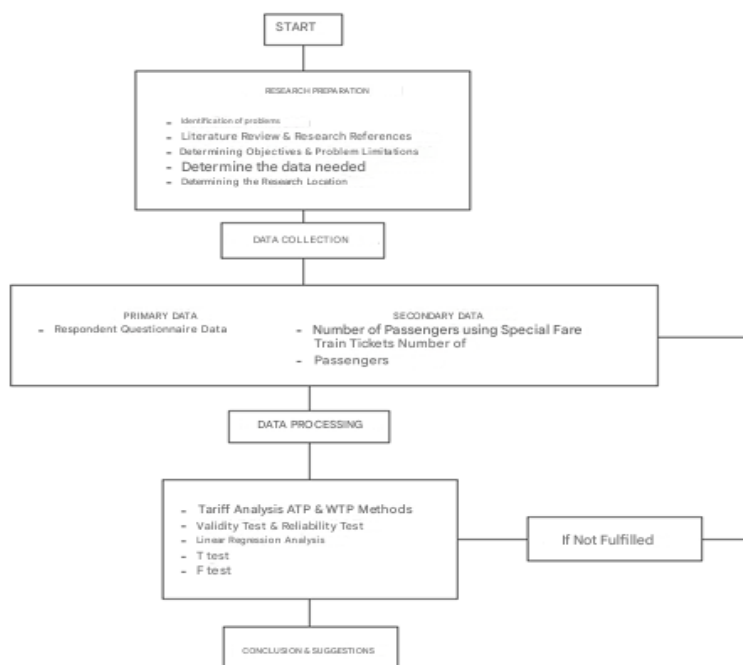 START
RESEARCH PREPARATION
- Identification of problems
- Literature Review & Research References
- Determining Objectives & Problem Limitations
- Determine the data needed
- Determining the Research Location
DATA COLLECTION
PRIMARY DATA
- Respondent Questionnaire Data
SECONDARY DATA
- Number of Passengers using Special Fare
Train Tickets Number of
- Passengers
DATA PROCESSING
- Tariff Analysis ATP & WTP Methods
- Validity Test & Reliability Test
- Linear Regression Analysis
- T test
- F test
If Not Fulfilled
CONCLUSION & SUGGESTIONS